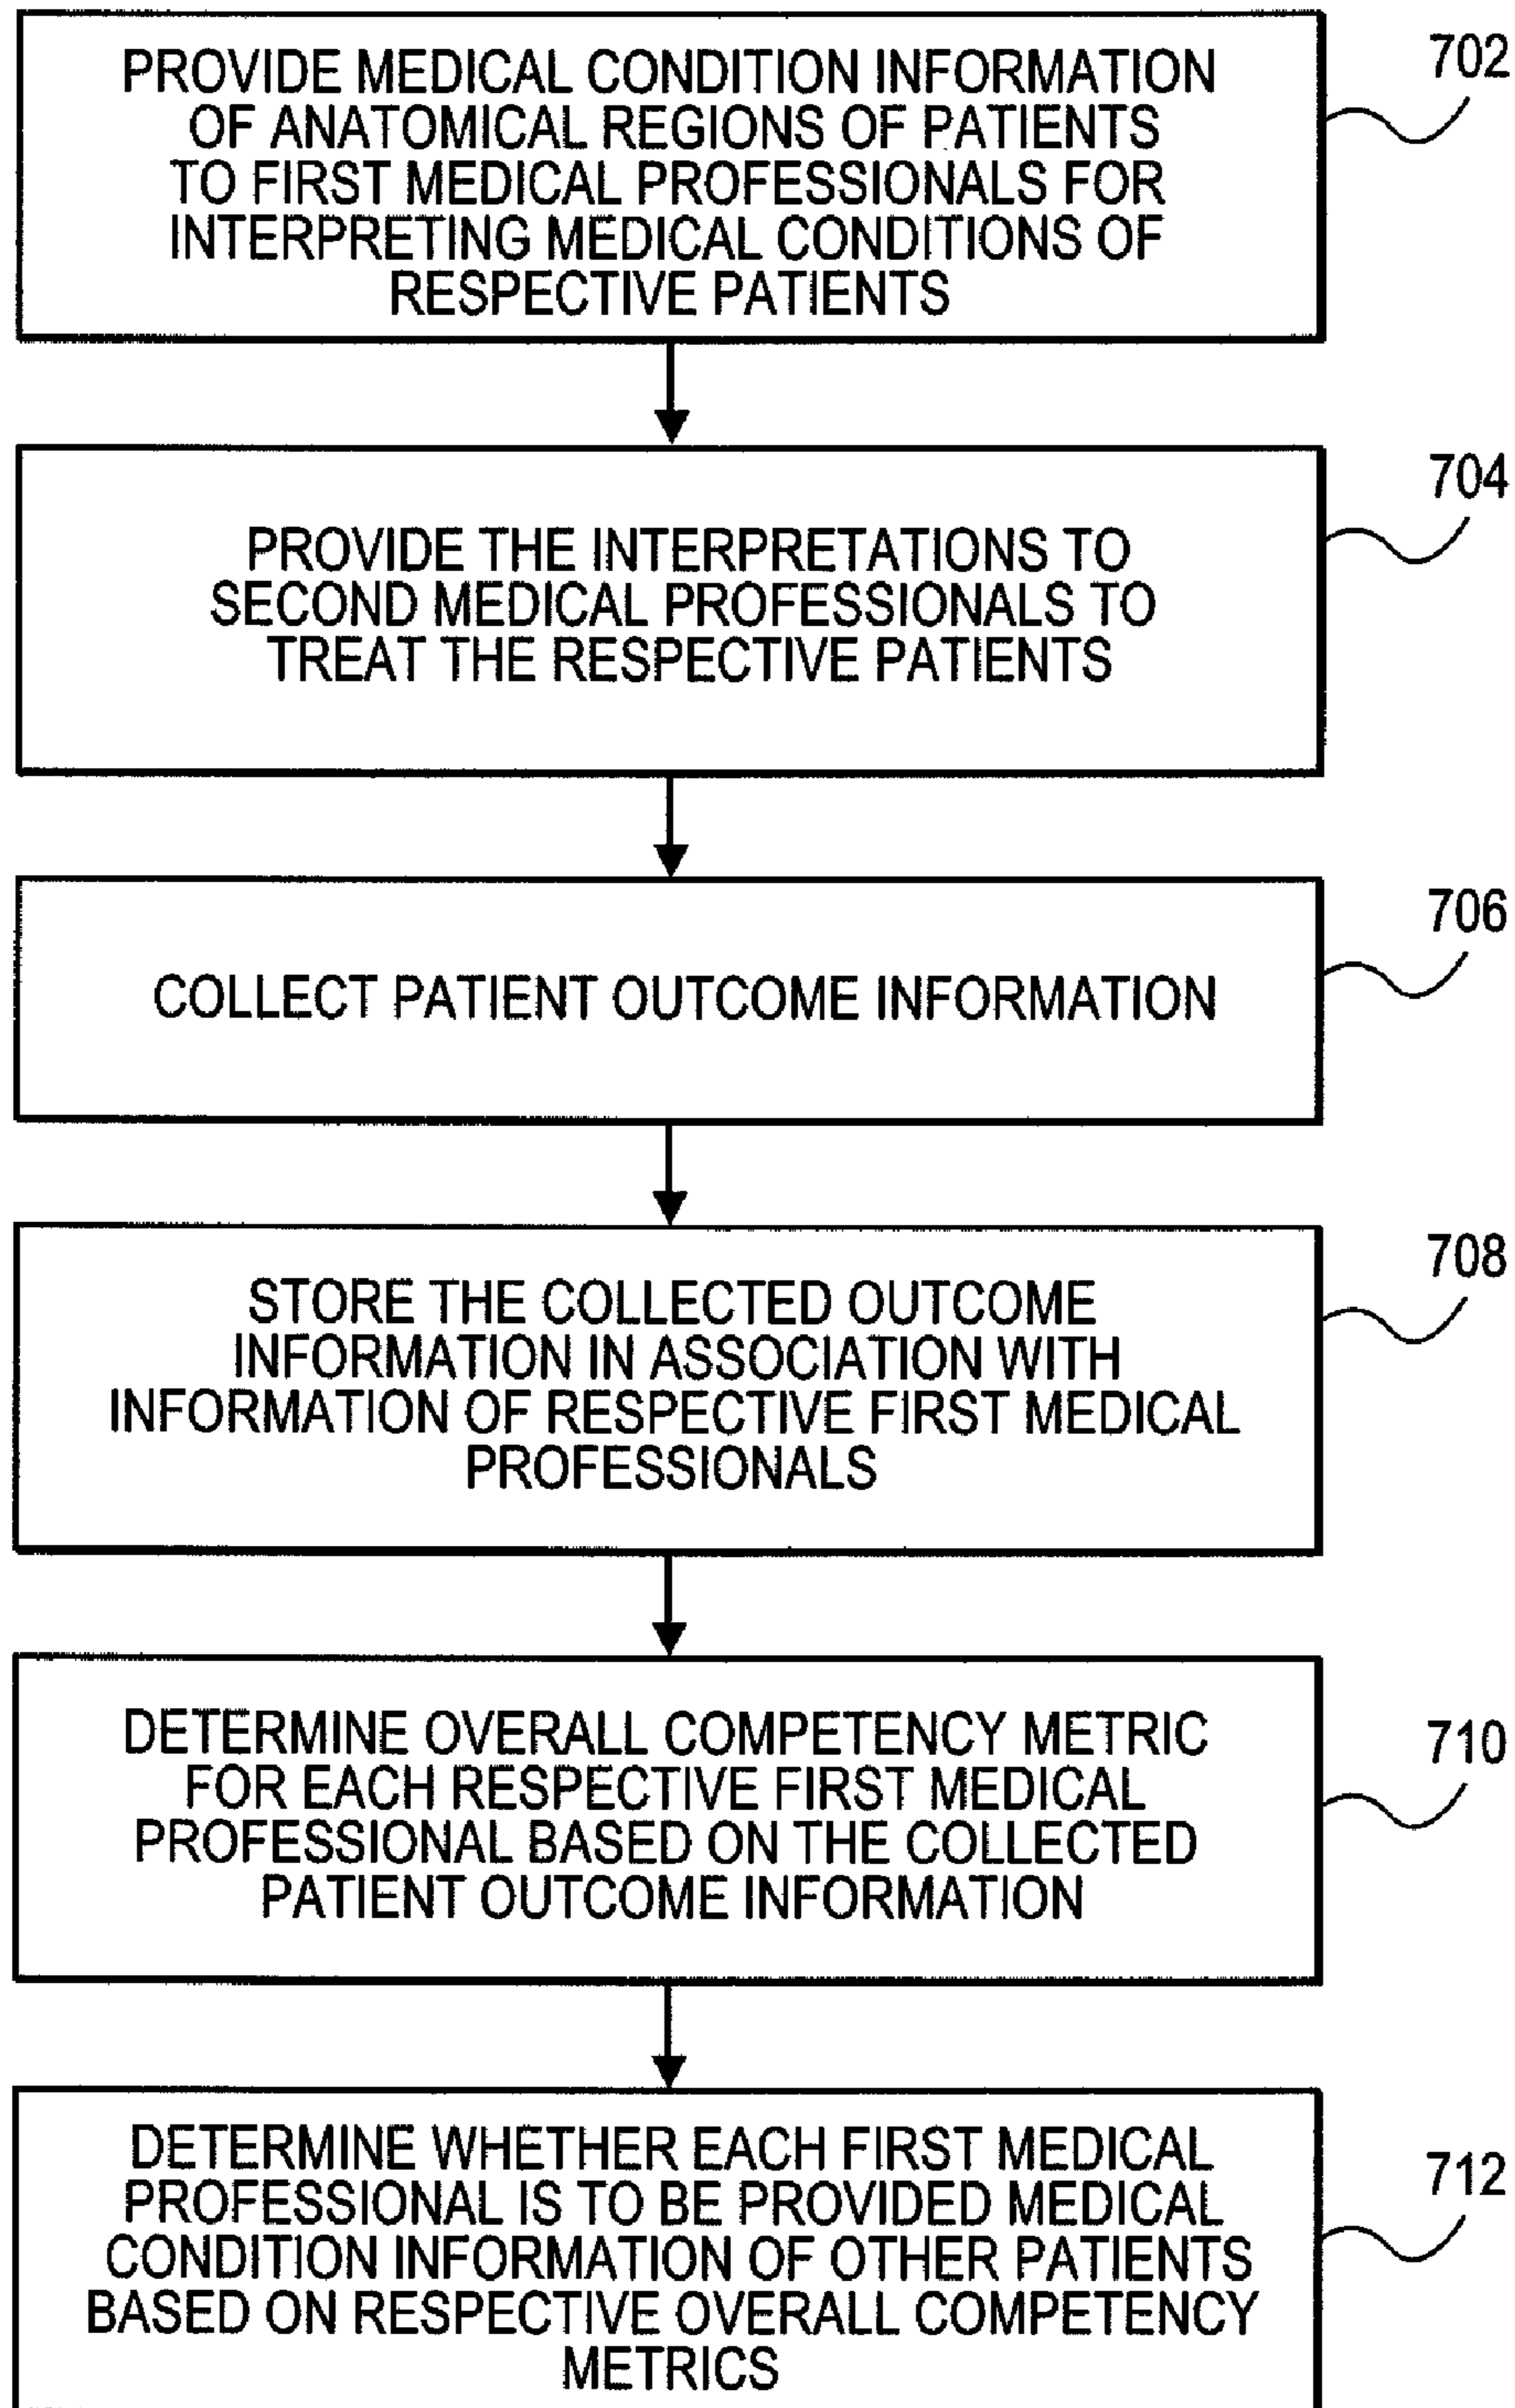 PROVIDE MEDICAL CONDITION INFORMATION
OF ANATOMICAL REGIONS OF PATIENTS
TO FIRST MEDICAL PROFESSIONALS FOR
INTERPRETING MEDICAL CONDITIONS OF
RESPECTIVE PATIENTS
702
PROVIDE THE INTERPRETATIONS TO
SECOND MEDICAL PROFESSIONALS TO
TREAT THE RESPECTIVE PATIENTS
704
COLLECT PATIENT OUTCOME INFORMATION
706
STORE THE COLLECTED OUTCOME
INFORMATION IN ASSOCIATION WITH
INFORMATION OF RESPECTIVE FIRST MEDICAL
PROFESSIONALS
708
DETERMINE OVERALL COMPETENCY METRIC
FOR EACH RESPECTIVE FIRST MEDICAL
PROFESSIONAL BASED ON THE COLLECTED
PATIENT OUTCOME INFORMATION
710
DETERMINE WHETHER EACH FIRST MEDICAL
PROFESSIONAL IS TO BE PROVIDED MEDICAL
CONDITION INFORMATION OF OTHER PATIENTS
BASED ON RESPECTIVE OVERALL COMPETENCY
METRICS
712